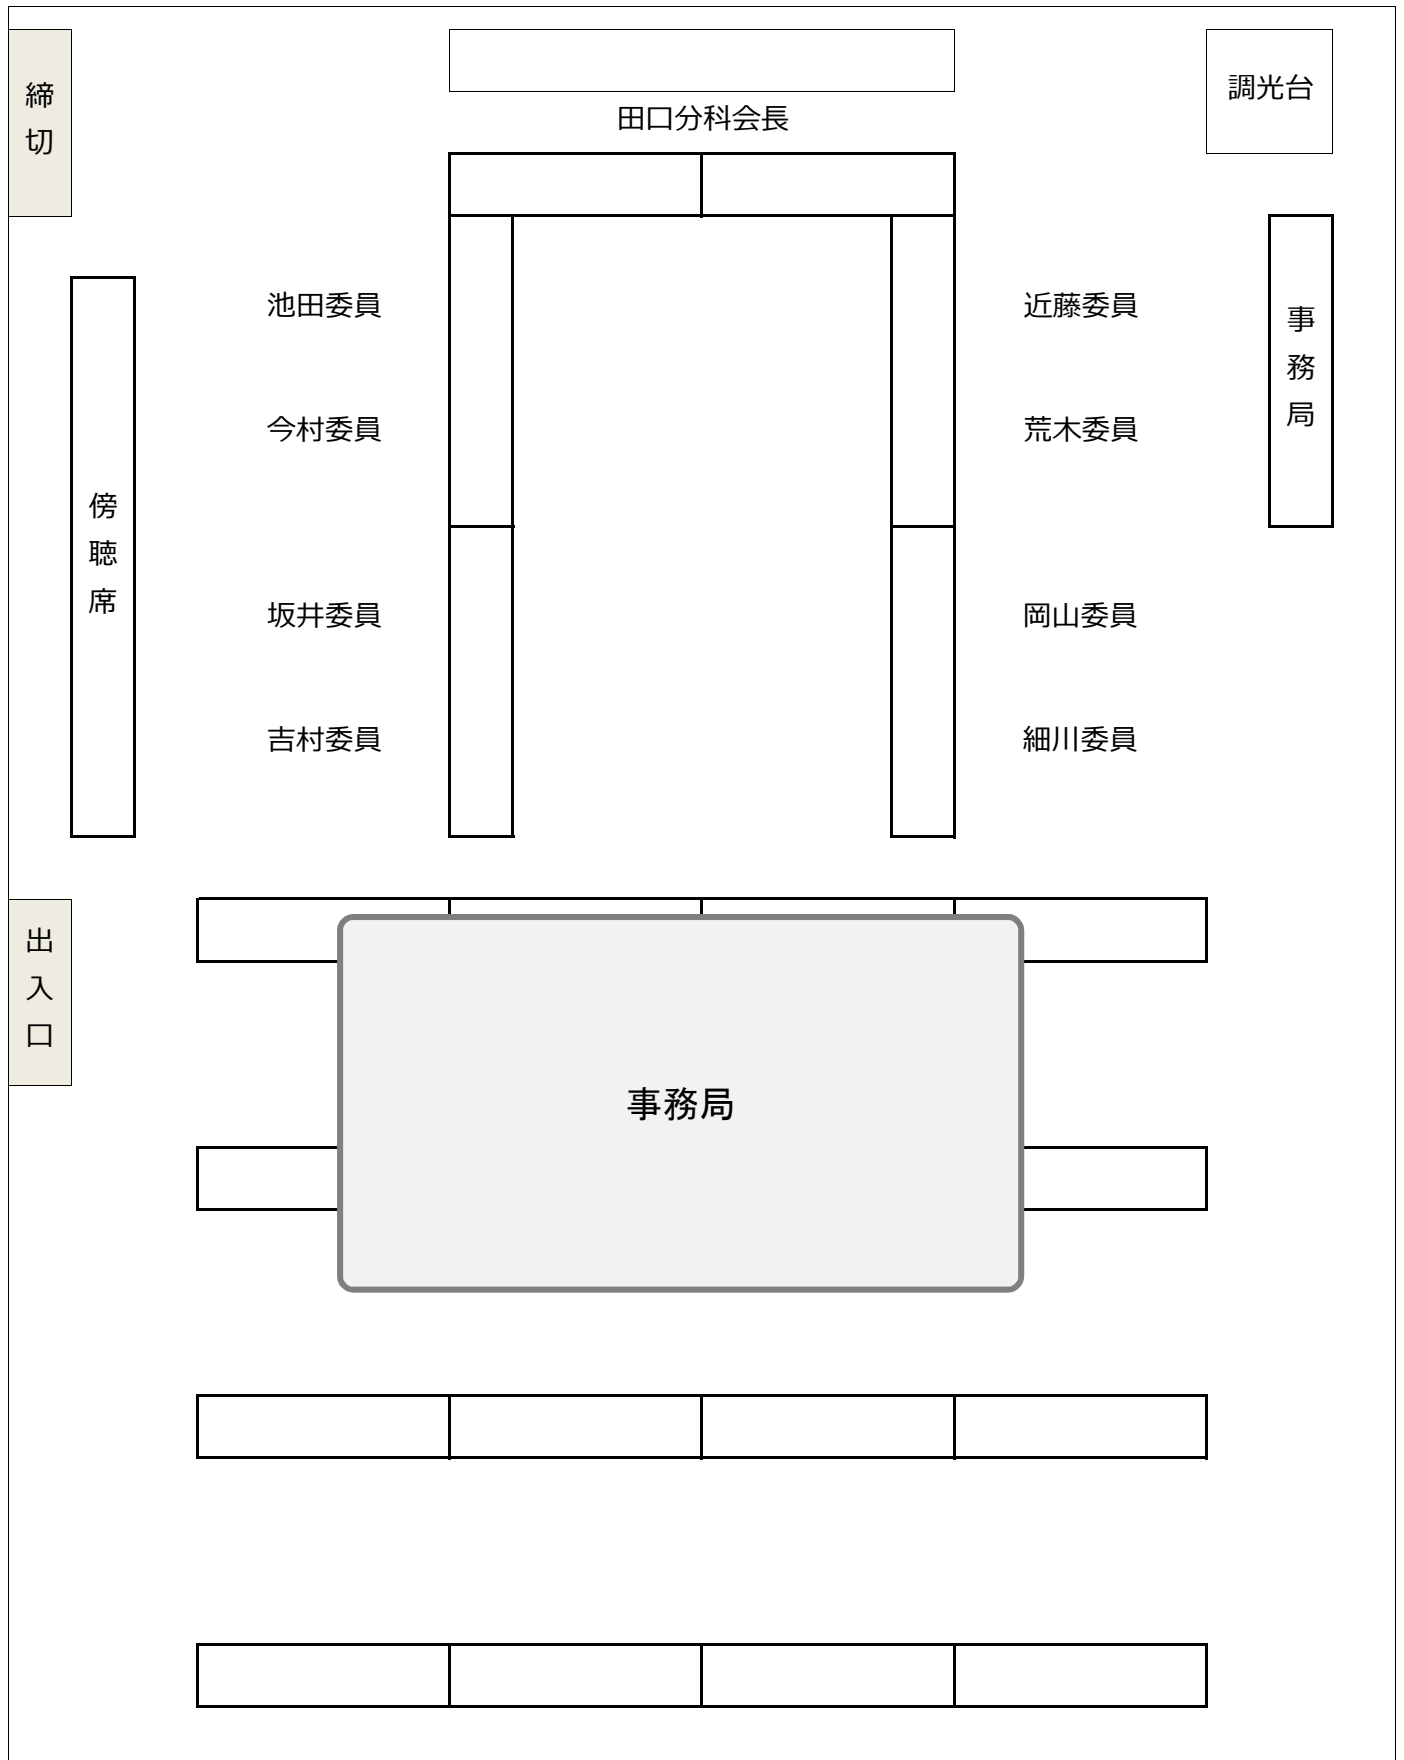 締切
調光台
田口分科会長
池田委員
近藤委員
事務局
今村委員
荒木委員
傍聴席
坂井委員
岡山委員
吉村委員
細川委員
出入口
事務局